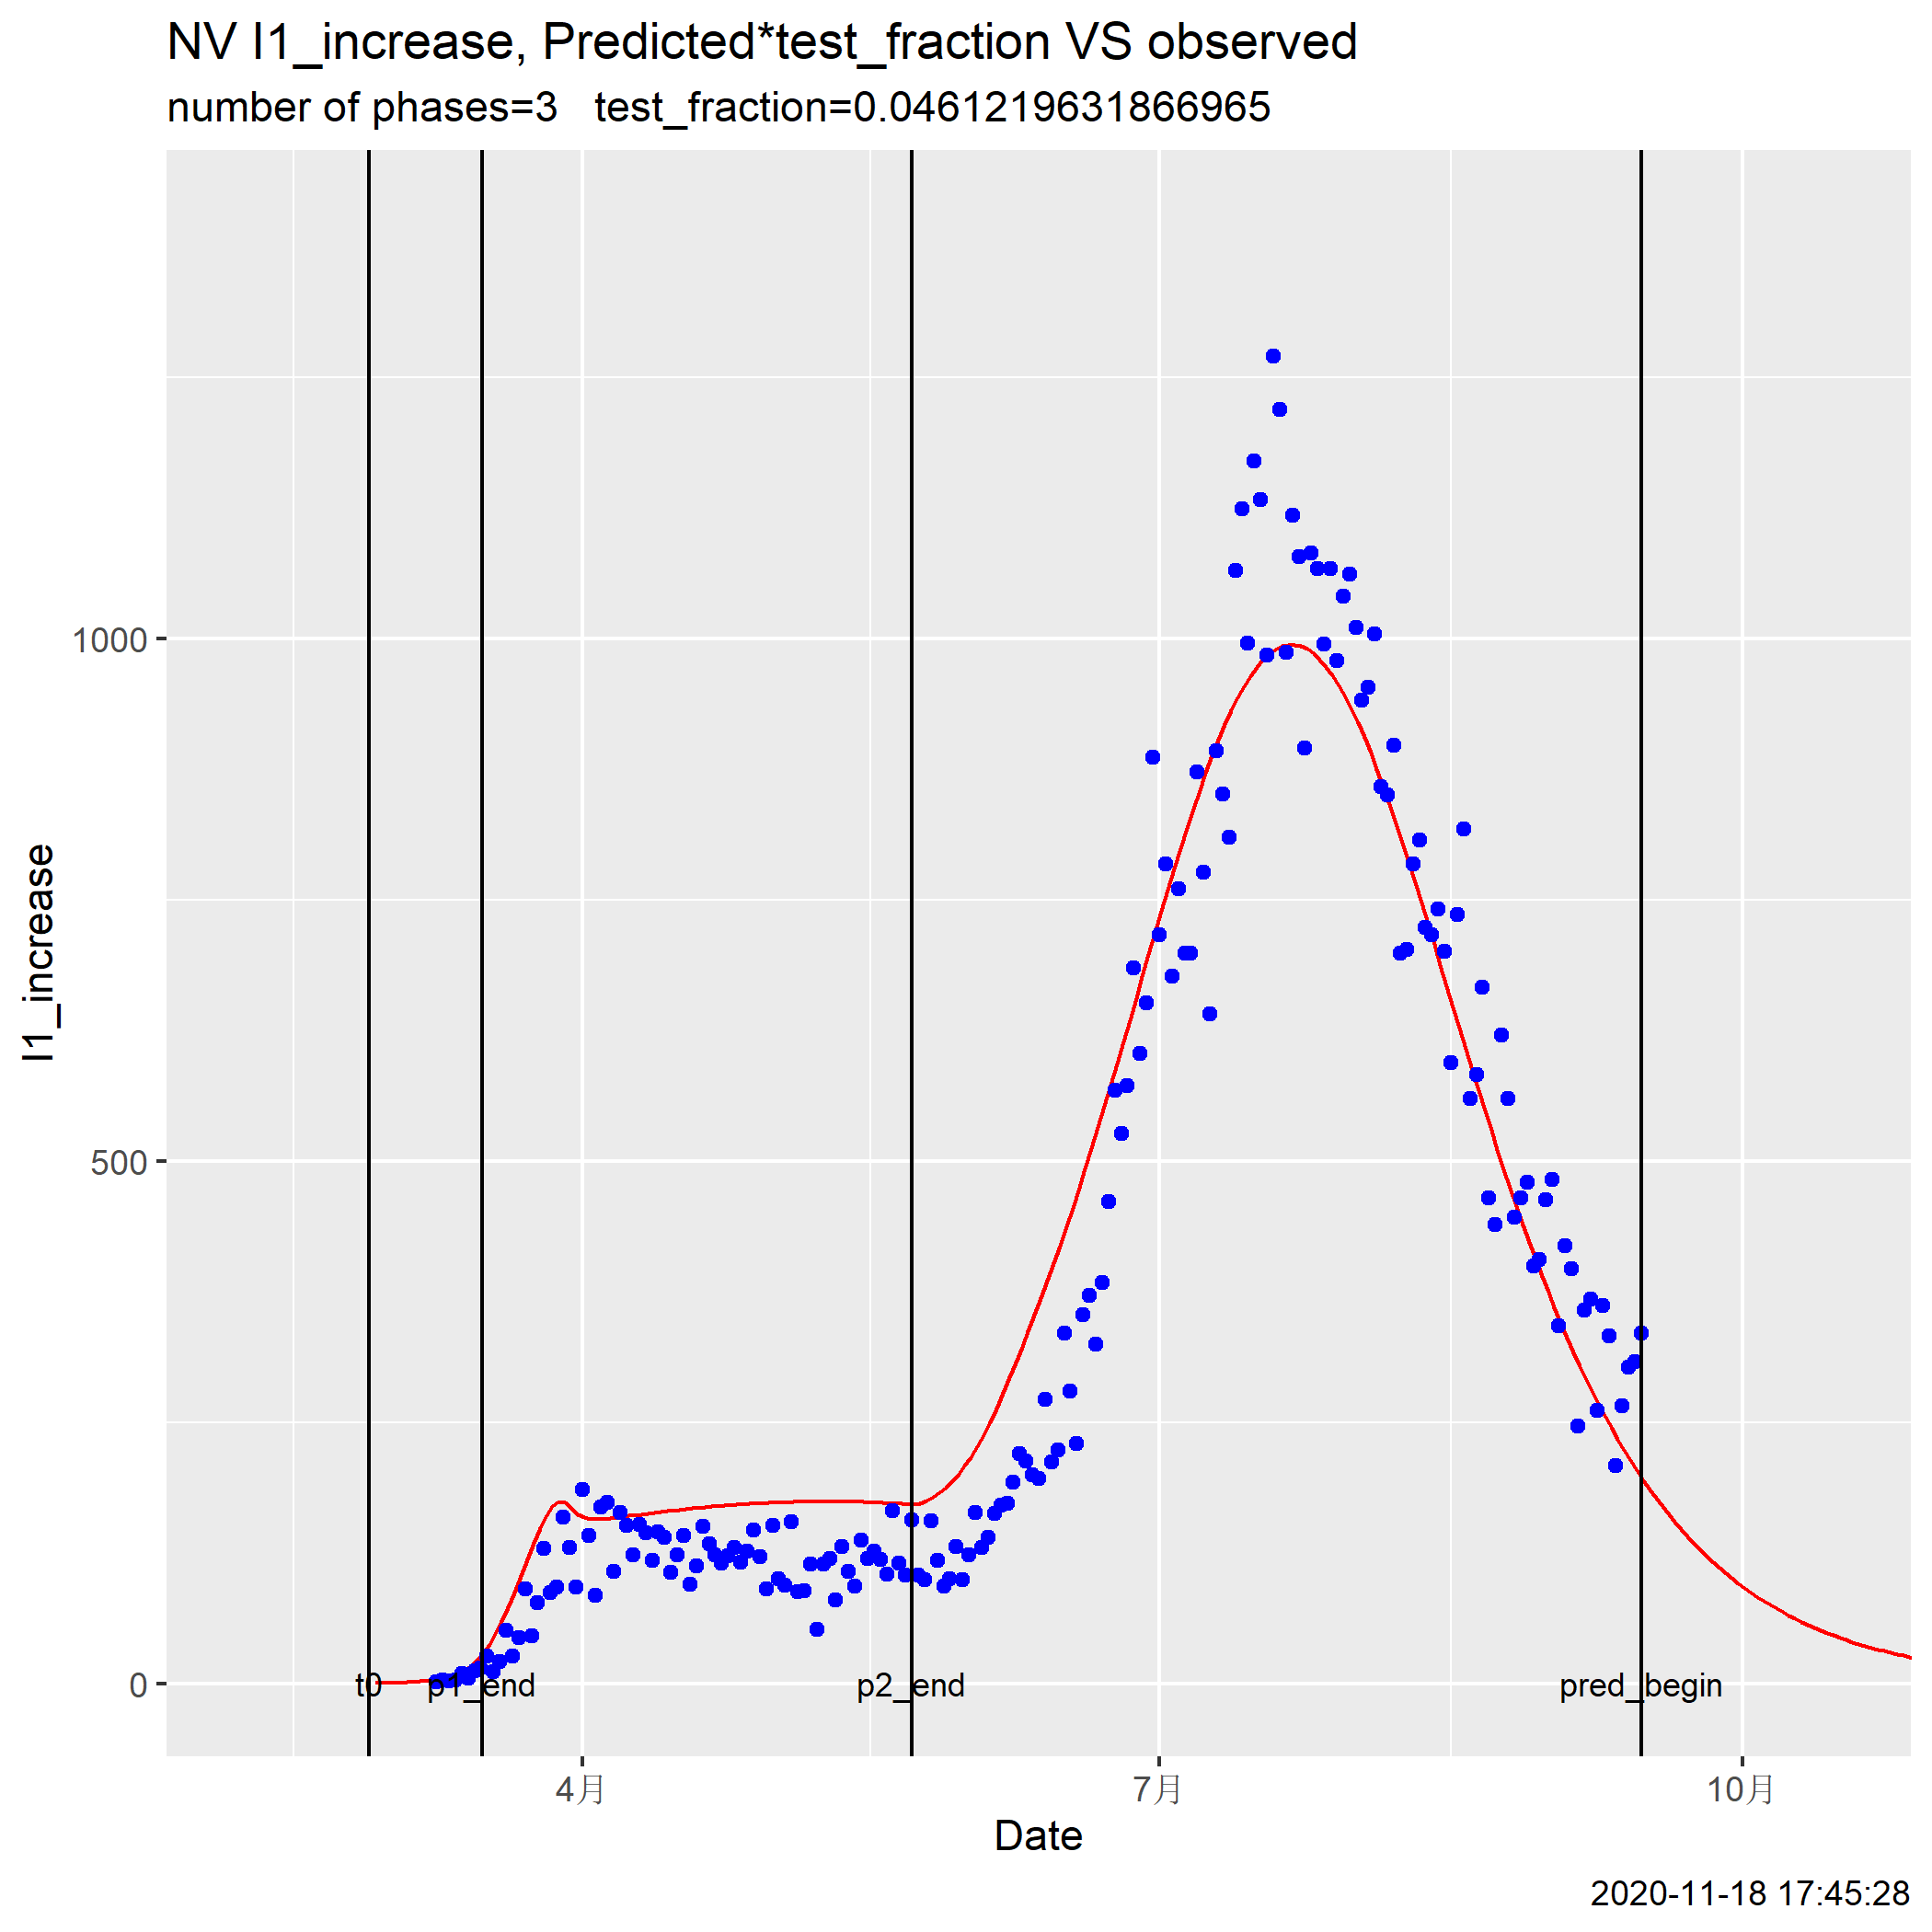 NV I1_increase, Predicted*test_fraction VS observed
number of phases=3   test_fraction=0.0461219631866965
I1_increase
1000
500
0
t0
p1_end
p2_end
pred_begin
4月
7月
10月
Date
2020-11-18 17:45:28